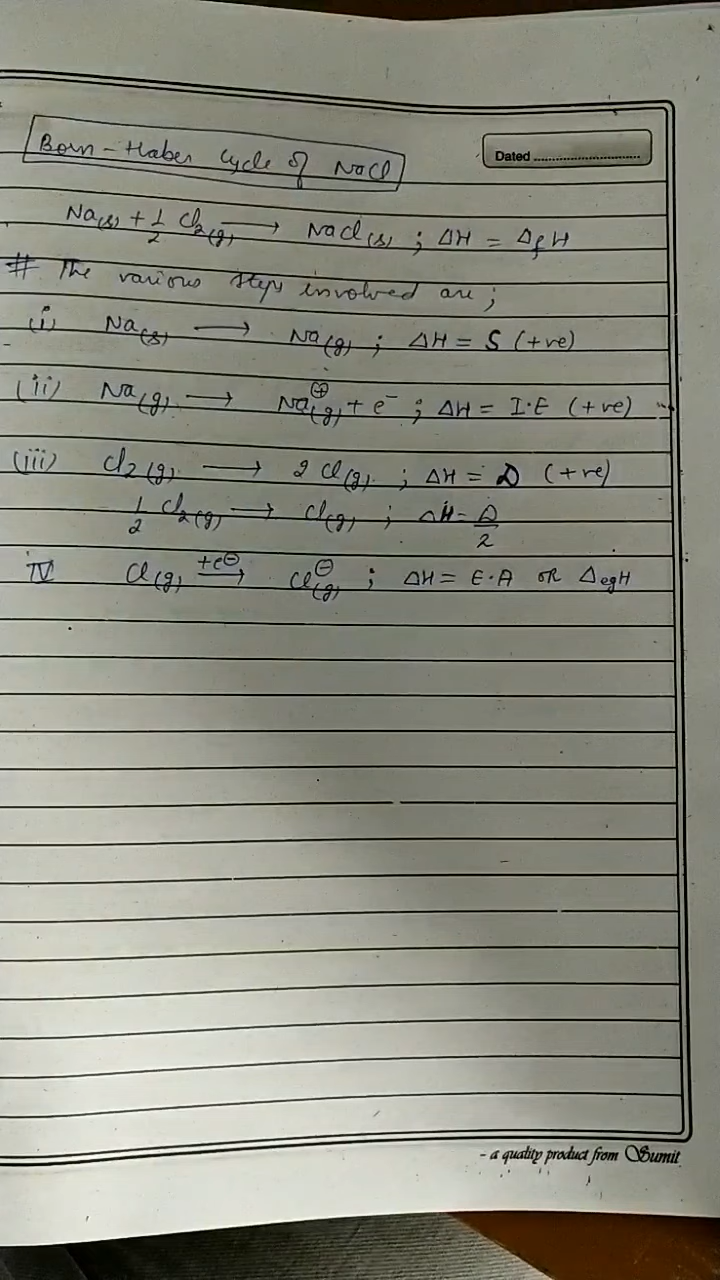 Born-Haber Cycle of NaCl
Dated
Na(s) + 1/2 Cl2(g) ⟶ NaCl(s) ; ΔH = ΔfH
# The various steps involved are;
(i) Na(s) ⟶ Na(g) ; ΔH = S (+ve)
(ii) Na(g) ⟶ Na⊕(g) + e⁻ ; ΔH = I·E (+ve)
(iii) Cl2(g) ⟶ 2 Cl(g) ; ΔH = D (+ve)
1/2 Cl2(g) ⟶ Cl(g) ; ΔH = D/2
IV Cl(g) +e⊖ ⟶ Cl⊖(g) ; ΔH = E·A OR ΔegH
- a quality product from Sumit